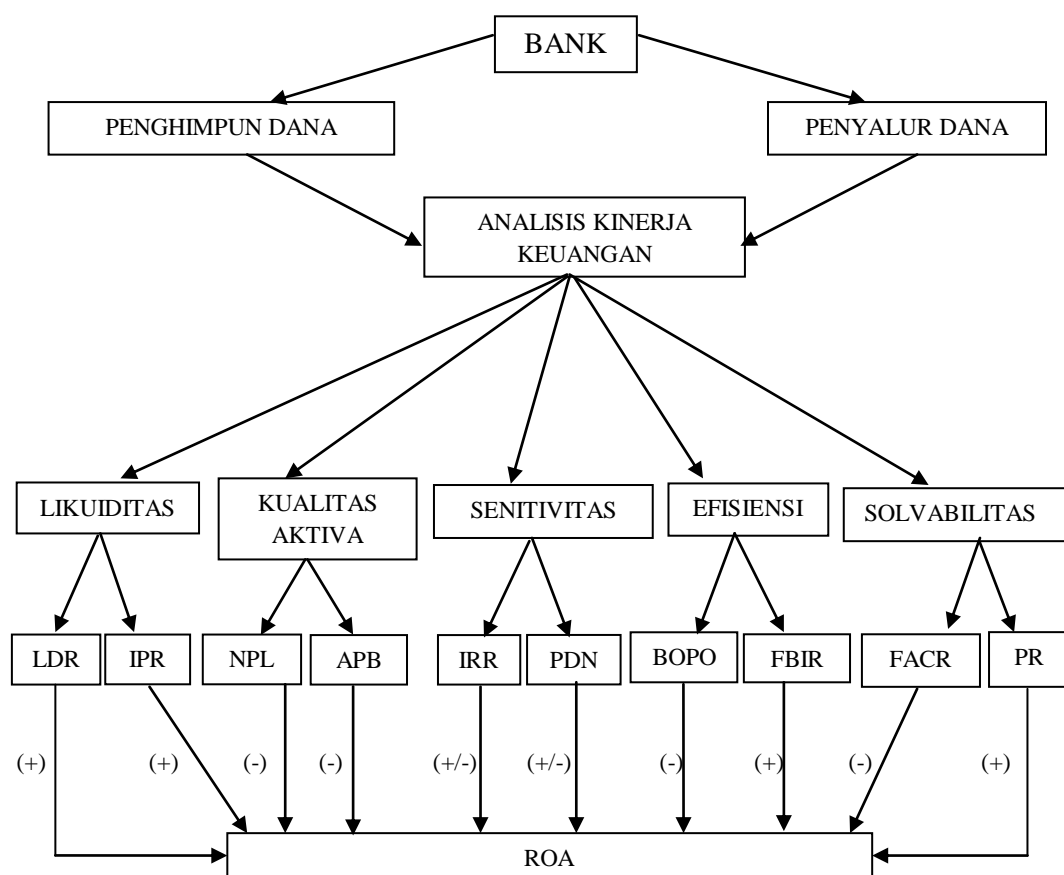 BANK
PENGHIMPUN DANA
PENYALUR DANA
ANALISIS KINERJA
KEUANGAN
LIKUIDITAS
KUALITAS
AKTIVA
SENITIVITAS
EFISIENSI
SOLVABILITAS
LDR
IPR
NPL
APB
IRR
PDN
BOPO
FBIR
FACR
PR
(+)
(+)
(-)
(-)
(+/-)
(+/-)
(-)
(+)
(-)
(+)
ROA